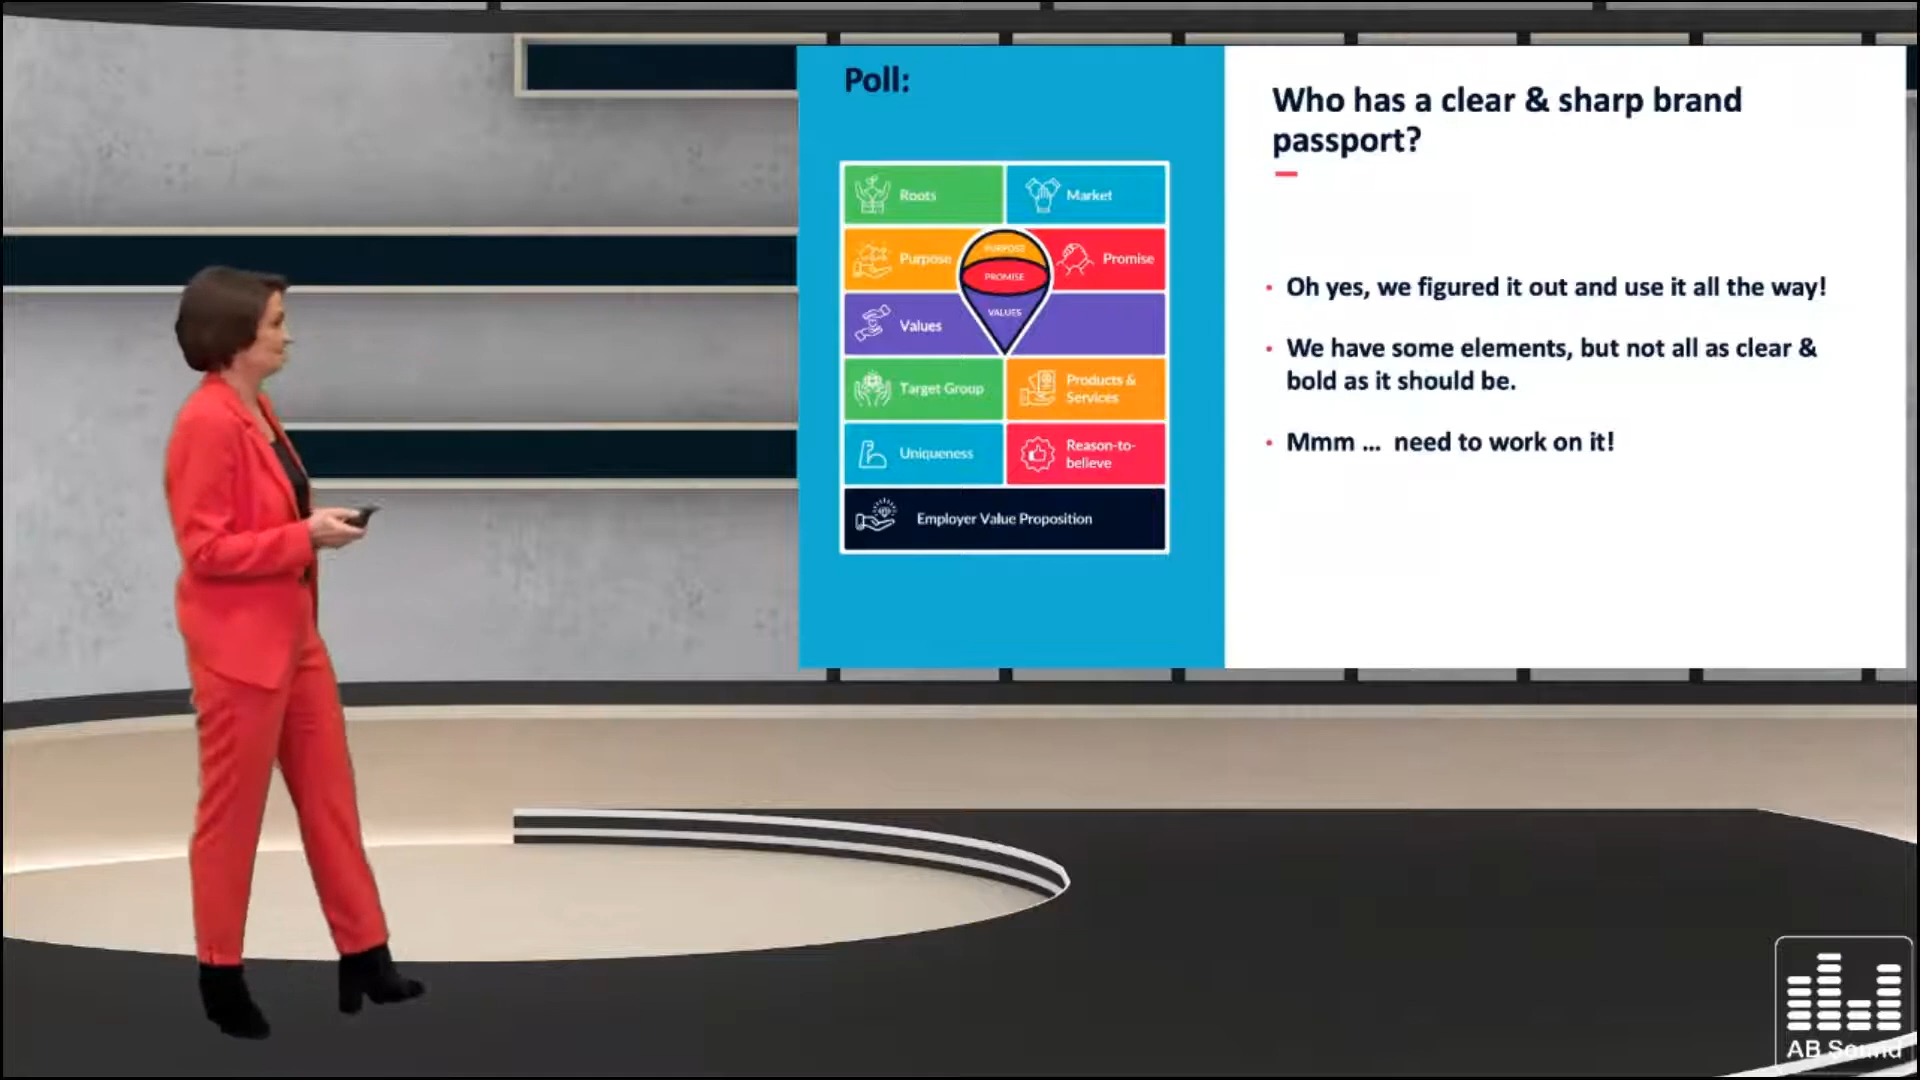 Poll:
Roots
Market
Purpose
PURPOSE
PROMISE
VALUES
Promise
Values
Target Group
Products &
Services
Uniqueness
Reason-to-
believe
Employer Value Proposition
Who has a clear & sharp brand
passport?
Oh yes, we figured it out and use it all the way!
We have some elements, but not all as clear &
bold as it should be.
Mmm ... need to work on it!
AB Sound